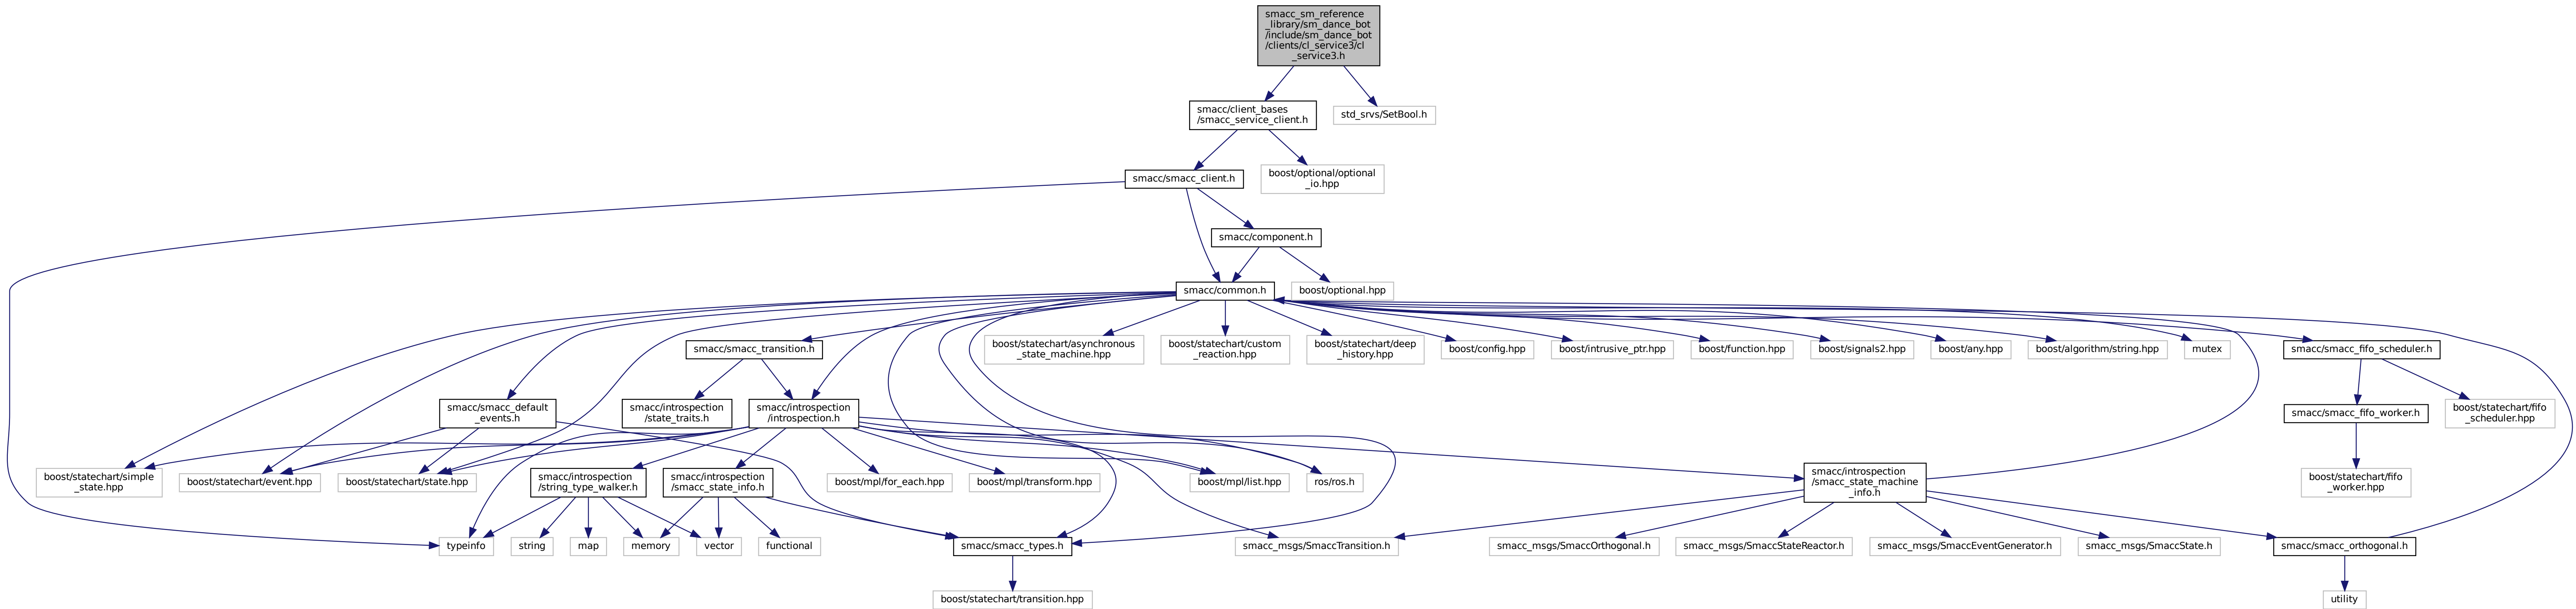 smacc_sm_reference
_library/sm_dance_bot
/include/sm_dance_bot
/clients/cl_service3/cl
_service3.h
smacc/client_bases
/smacc_service_client.h
std_srvs/SetBool.h
smacc/smacc_client.h
boost/optional/optional
_io.hpp
smacc/component.h
smacc/common.h
boost/optional.hpp
smacc/smacc_transition.h
boost/statechart/asynchronous
_state_machine.hpp
boost/statechart/custom
_reaction.hpp
boost/statechart/deep
_history.hpp
boost/config.hpp
boost/intrusive_ptr.hpp
boost/function.hpp
boost/signals2.hpp
boost/any.hpp
boost/algorithm/string.hpp
mutex
smacc/smacc_fifo_scheduler.h
smacc/smacc_default
_events.h
smacc/introspection
/state_traits.h
smacc/introspection
/introspection.h
smacc/smacc_fifo_worker.h
boost/statechart/fifo
_scheduler.hpp
boost/statechart/simple
_state.hpp
boost/statechart/event.hpp
boost/statechart/state.hpp
smacc/introspection
/string_type_walker.h
smacc/introspection
/smacc_state_info.h
boost/mpl/for_each.hpp
boost/mpl/transform.hpp
boost/mpl/list.hpp
ros/ros.h
smacc/introspection
/smacc_state_machine
_info.h
boost/statechart/fifo
_worker.hpp
typeinfo
string
map
memory
vector
functional
smacc/smacc_types.h
smacc_msgs/SmaccTransition.h
smacc_msgs/SmaccOrthogonal.h
smacc_msgs/SmaccStateReactor.h
smacc_msgs/SmaccEventGenerator.h
smacc_msgs/SmaccState.h
smacc/smacc_orthogonal.h
boost/statechart/transition.hpp
utility